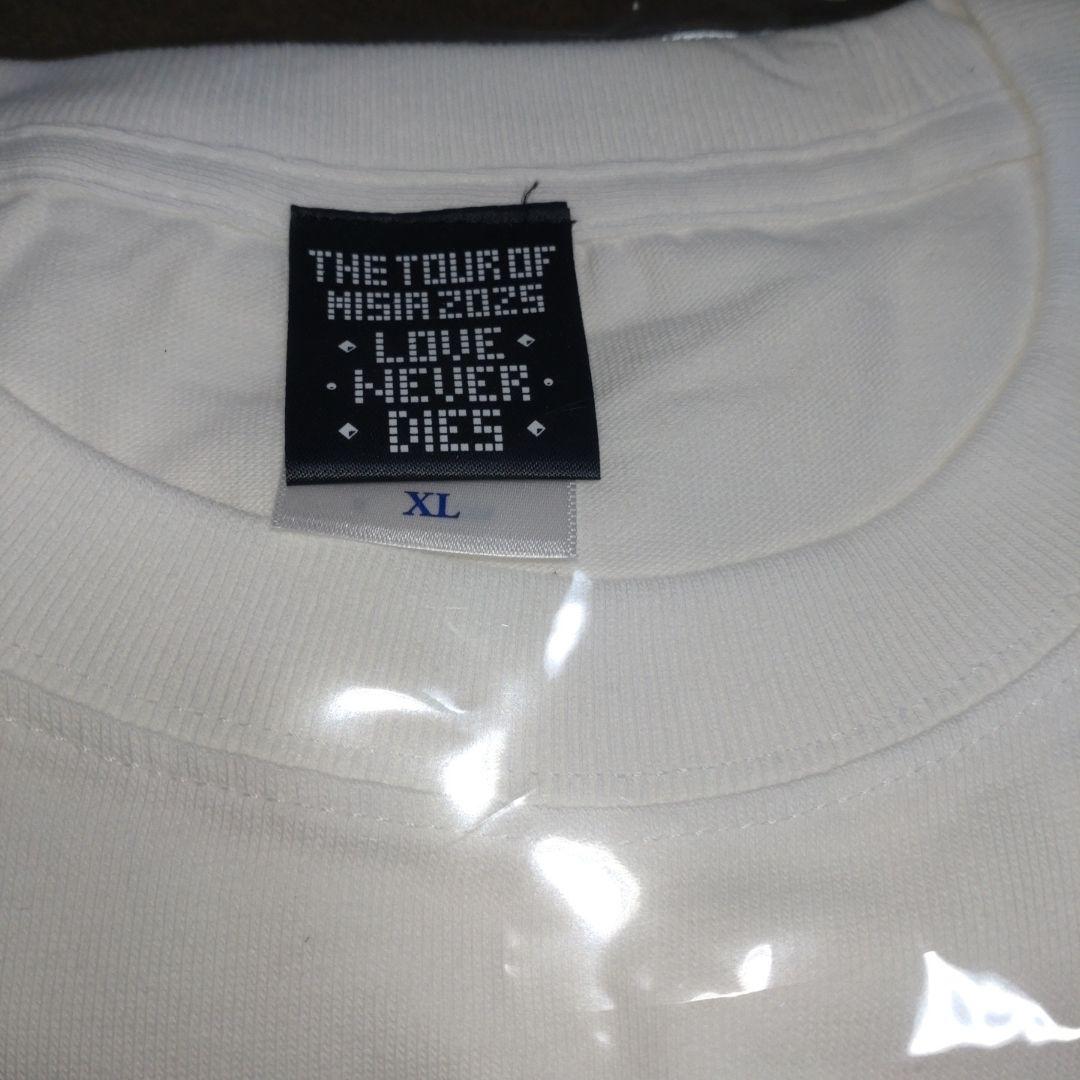 THE TOUR OF
MISIA 2025
LOVE
NEVER
DIES
XL